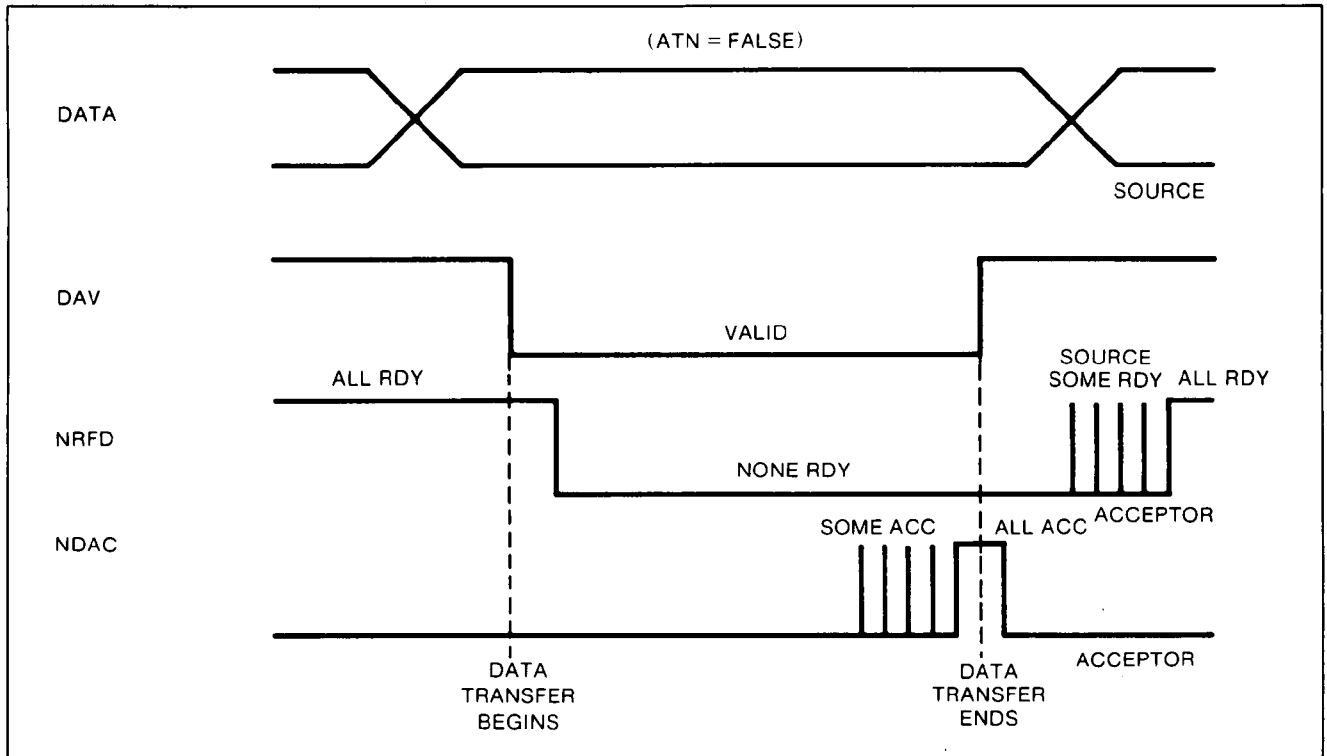 (ATN = FALSE)
DATA
SOURCE
DAV
VALID
SOURCE
ALL RDY
SOME RDY
ALL RDY
NRFD
NONE RDY
ACCEPTOR
SOME ACC
ALL ACC
NDAC
ACCEPTOR
DATA
TRANSFER
BEGINS
DATA
TRANSFER
ENDS